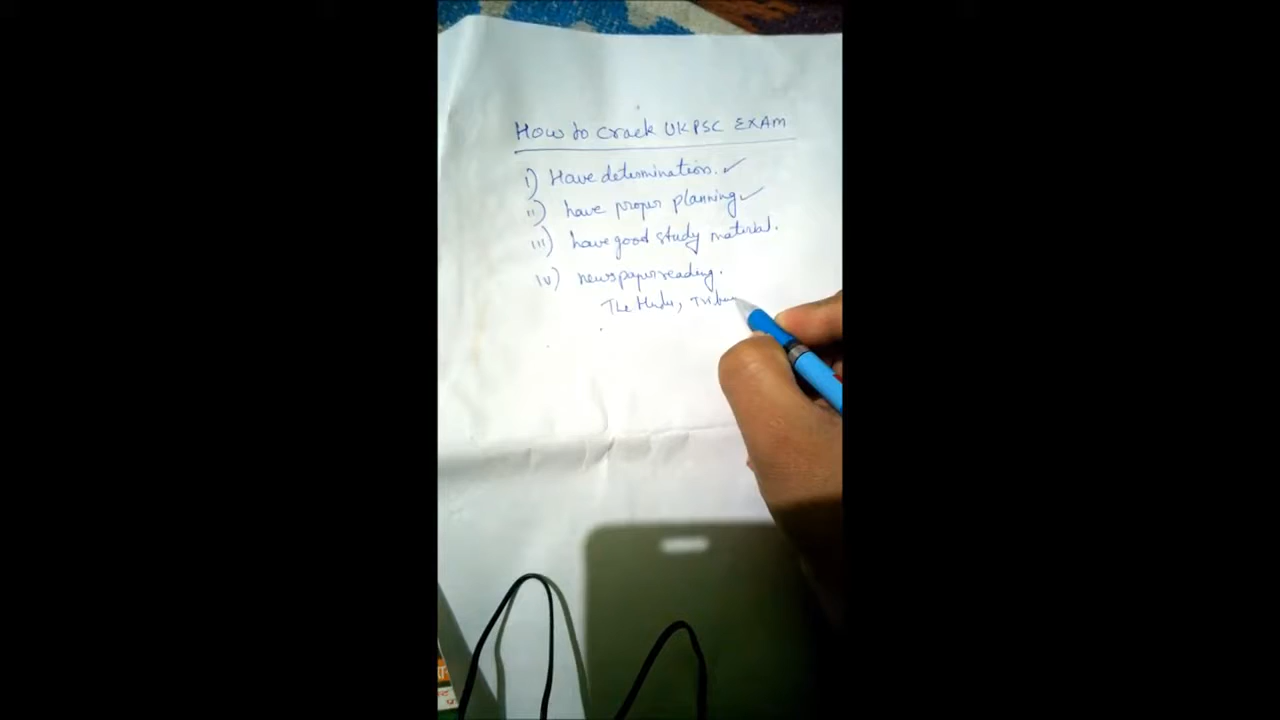 How to crack UKPSC EXAM
i) Have determination. ✓
ii) have proper planning ✓
iii) have good study material.
iv) newspaper reading.
The Hindu,